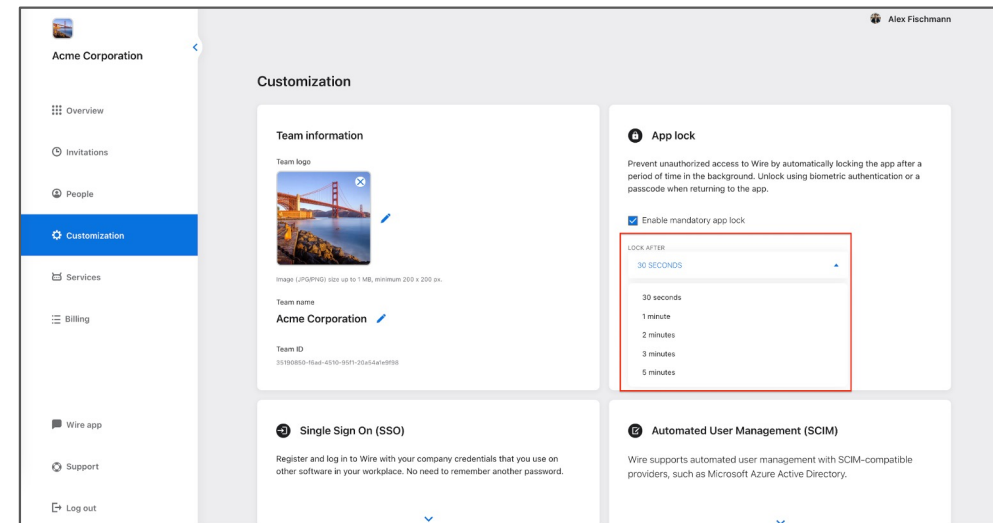 Alex Fischmann
Acme Corporation
Overview
Invitations
People
Customization
Services
Billing
Wire app
Support
Log out
Customization
Team information
Team logo
Image (JPG/PNG) size up to 1 MB, minimum 200 x 200 px.
Team name
Acme Corporation
Team ID
App lock
Prevent unauthorized access to Wire by automatically locking the app after a
period of time in the background. Unlock using biometric authentication or a
passcode when returning to the app.
Enable mandatory app lock
LOCK AFTER
30 SECONDS
30 seconds
1 minute
2 minutes
3 minutes
5 minutes
Single Sign On (SSO)
Register and log in to Wire with your company credentials that you use on
other software in your workplace. No need to remember another password.
Automated User Management (SCIM)
Wire supports automated user management with SCIM-compatible
providers, such as Microsoft Azure Active Directory.